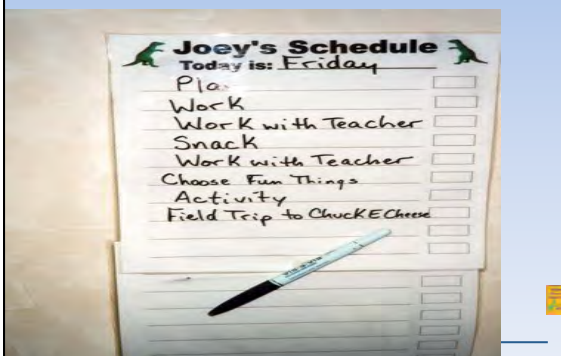 Joey's Schedule
Today is: Friday
Work
Work with Teacher
Snack
Work with Teacher
Choose Fun Things
Activity
Field Trip to ChuckECheese